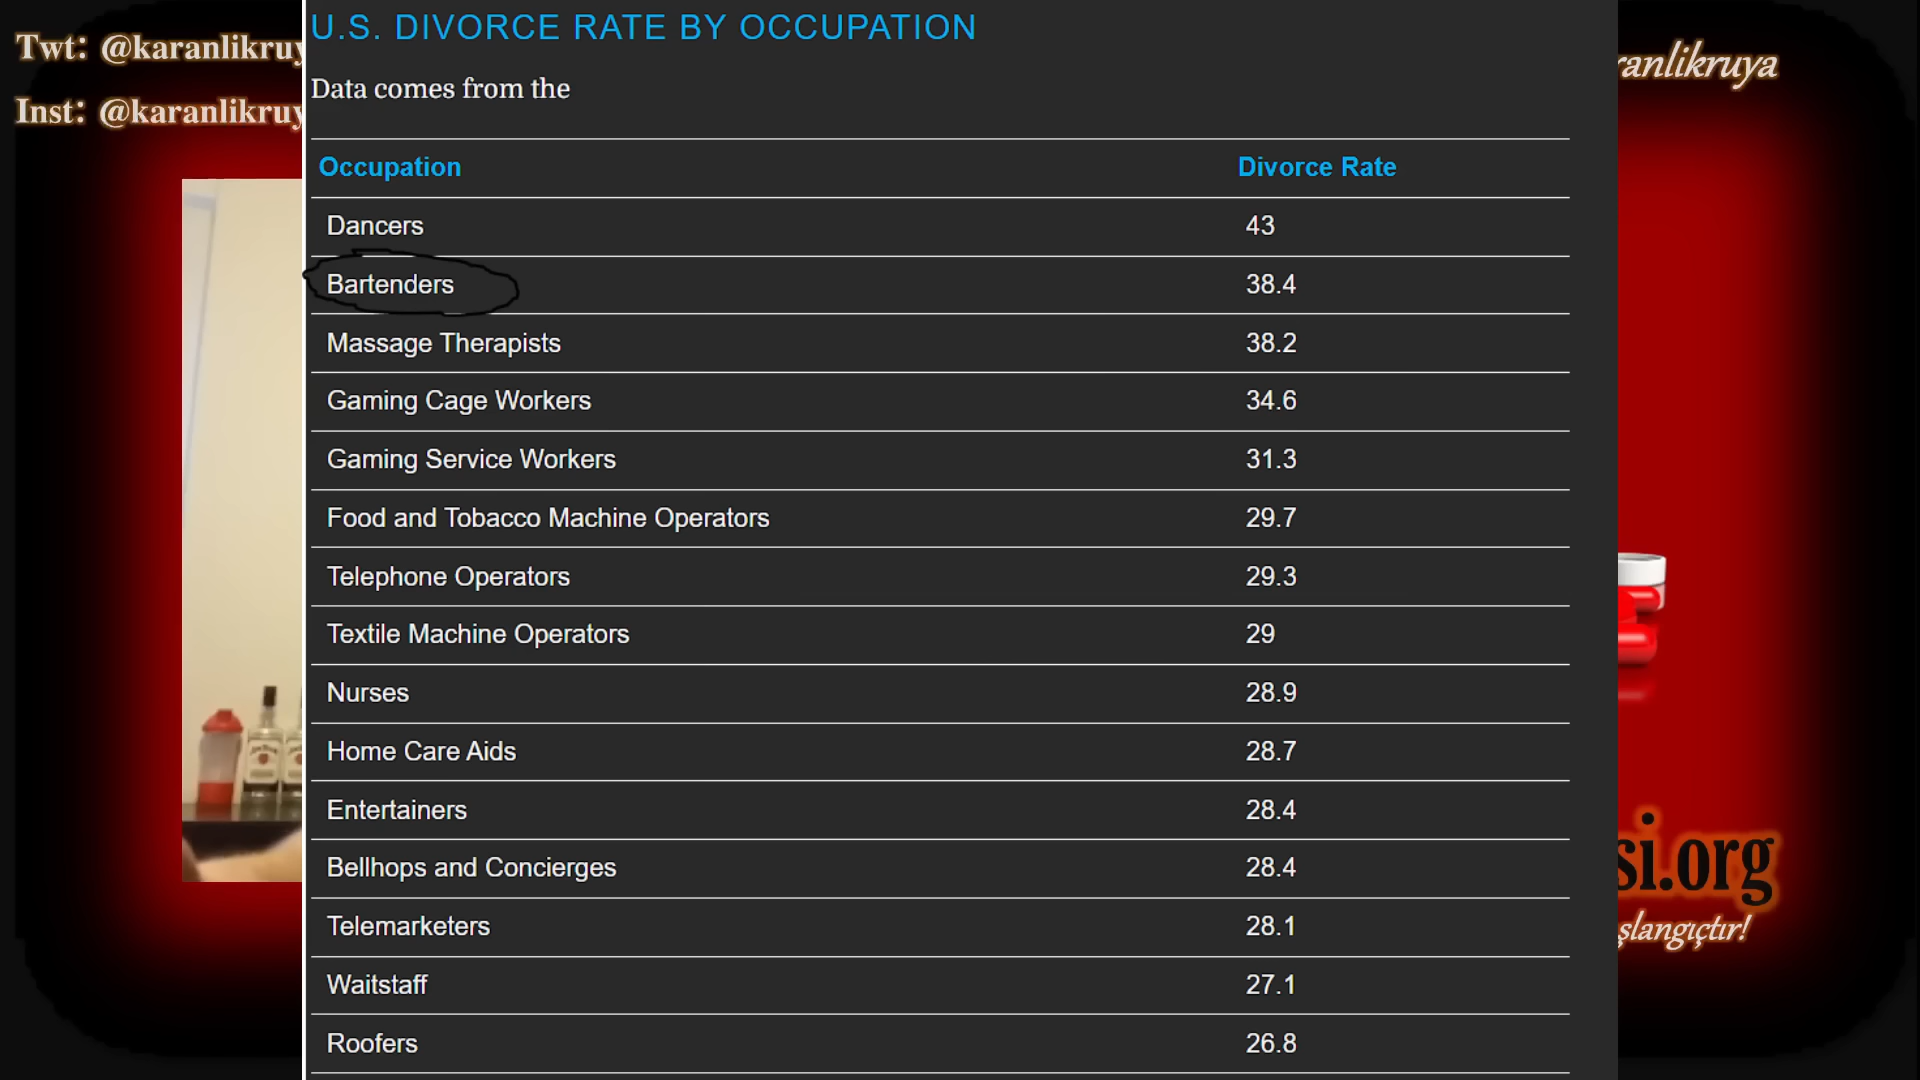 Twt: @karanlikruy
Inst: @karanlikruy
U.S. DIVORCE RATE BY OCCUPATION
Data comes from the
Occupation Divorce Rate
Dancers 43
Bartenders 38.4
Massage Therapists 38.2
Gaming Cage Workers 34.6
Gaming Service Workers 31.3
Food and Tobacco Machine Operators 29.7
Telephone Operators 29.3
Textile Machine Operators 29
Nurses 28.9
Home Care Aids 28.7
Entertainers 28.4
Bellhops and Concierges 28.4
Telemarketers 28.1
Waitstaff 27.1
Roofers 26.8
ranlikruya
si.org
şlangıçtır!